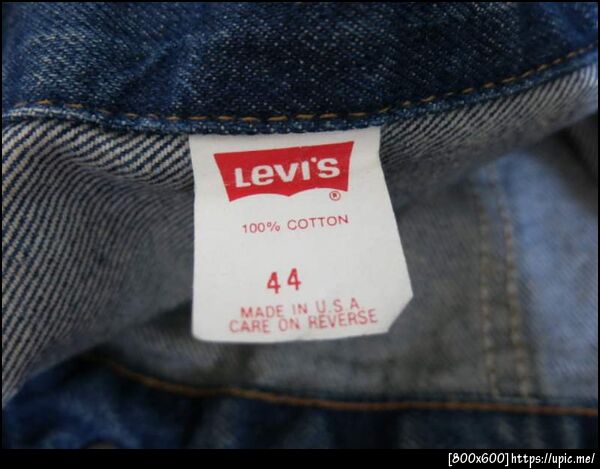 Levi's
®
100% COTTON
44
MADE IN U.S.A.
CARE ON REVERSE
[800x600]https://upic.me/